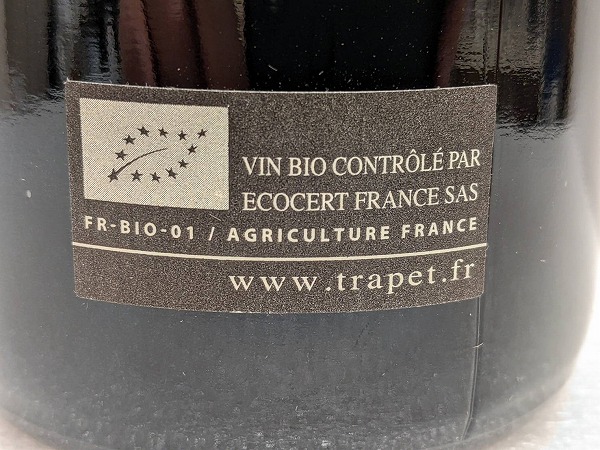 VIN BIO CONTRÔLÉ PAR
ECOCERT FRANCE SAS
FR-BIO-01 / AGRICULTURE FRANCE
www.trapet.fr